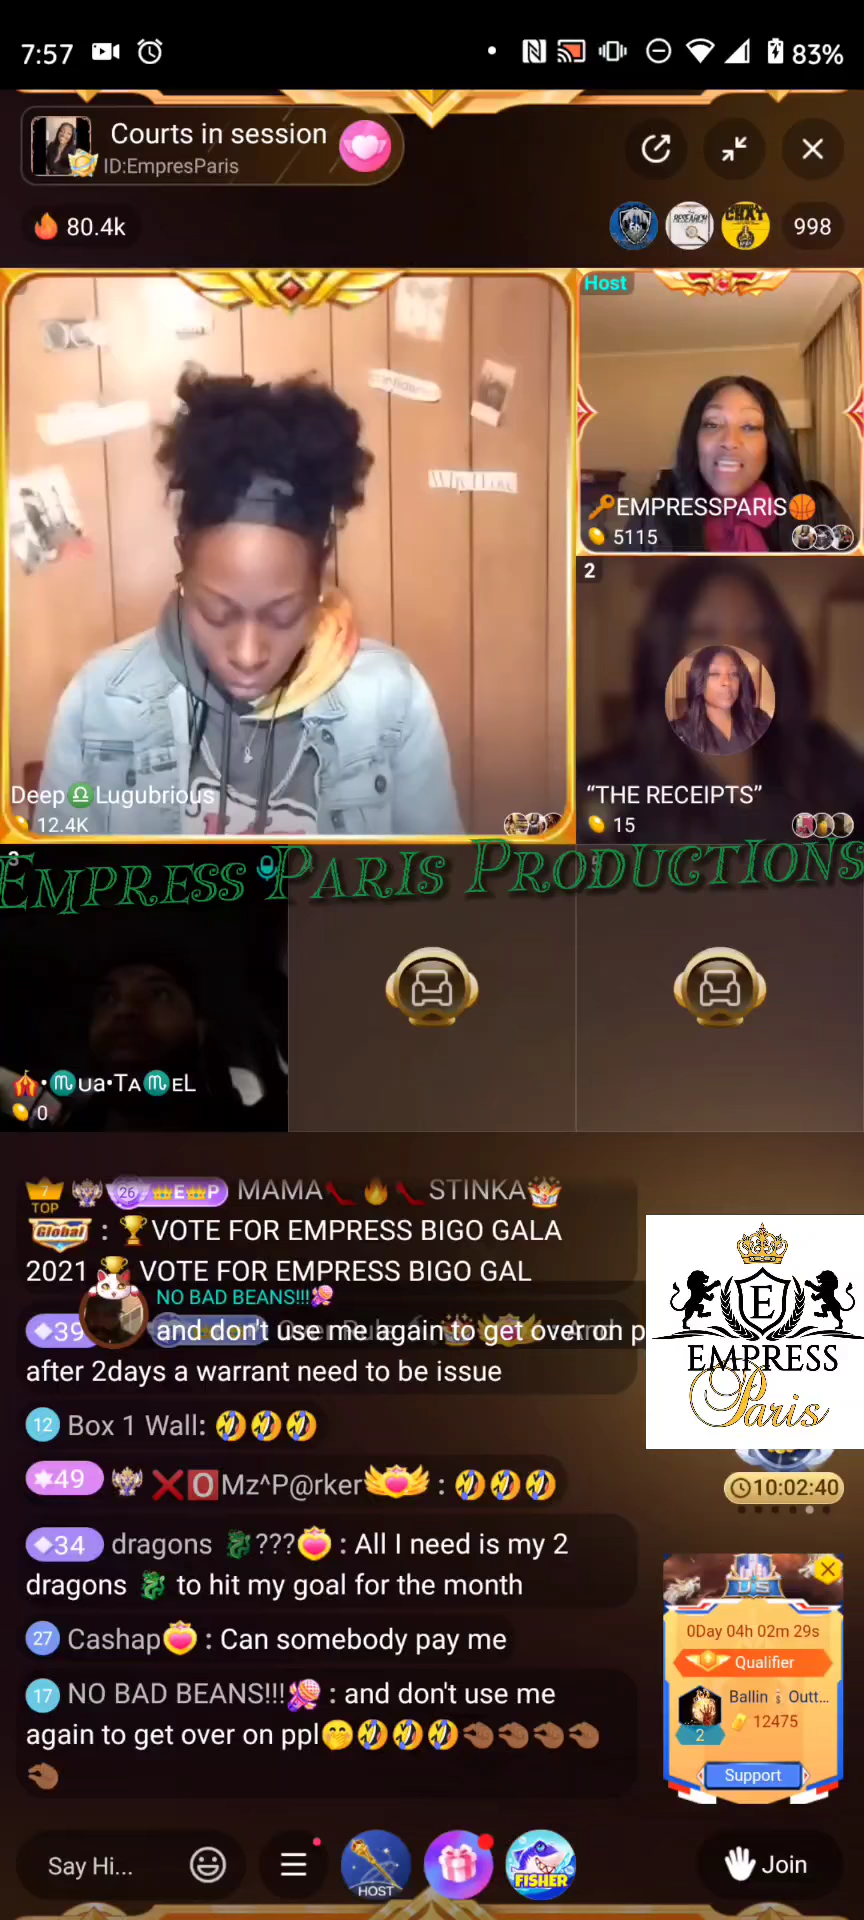 7:57
83%
Courts in session
ID:EmpresParis
80.4k
998
Host
🔑EMPRESSPARIS🏀
5115
2
Deep♎Lugubrious
12.4K
Why I Love
“THE RECEIPTS”
15
EMPRESS PARIS PRODUCTIONS
3
🎪•♏ua•TA♏EL
0
TOP 26 E P MAMA👠🔥👠STINKA
Global : 🏆VOTE FOR EMPRESS BIGO GALA
2021 🏆 VOTE FOR EMPRESS BIGO GAL
NO BAD BEANS!!!🎤
39 and don't use me again to get over on p
after 2days a warrant need to be issue
12 Box 1 Wall: 🤣🤣🤣
49 ❌🅾Mz^P@rker : 🤣🤣🤣
34 dragons 🐉??? : All I need is my 2
dragons 🐉 to hit my goal for the month
27 Cashap : Can somebody pay me
17 NO BAD BEANS!!!🎤 : and don't use me
again to get over on ppl🤭🤣🤣🤣🤏🏾🤏🏾🤏🏾🤏🏾
🤏🏾
E
EMPRESS
Paris
10:02:40
US
0Day 04h 02m 29s
Qualifier
Ballin Outt...
12475
2
Support
Say Hi...
HOST
FISHER
Join